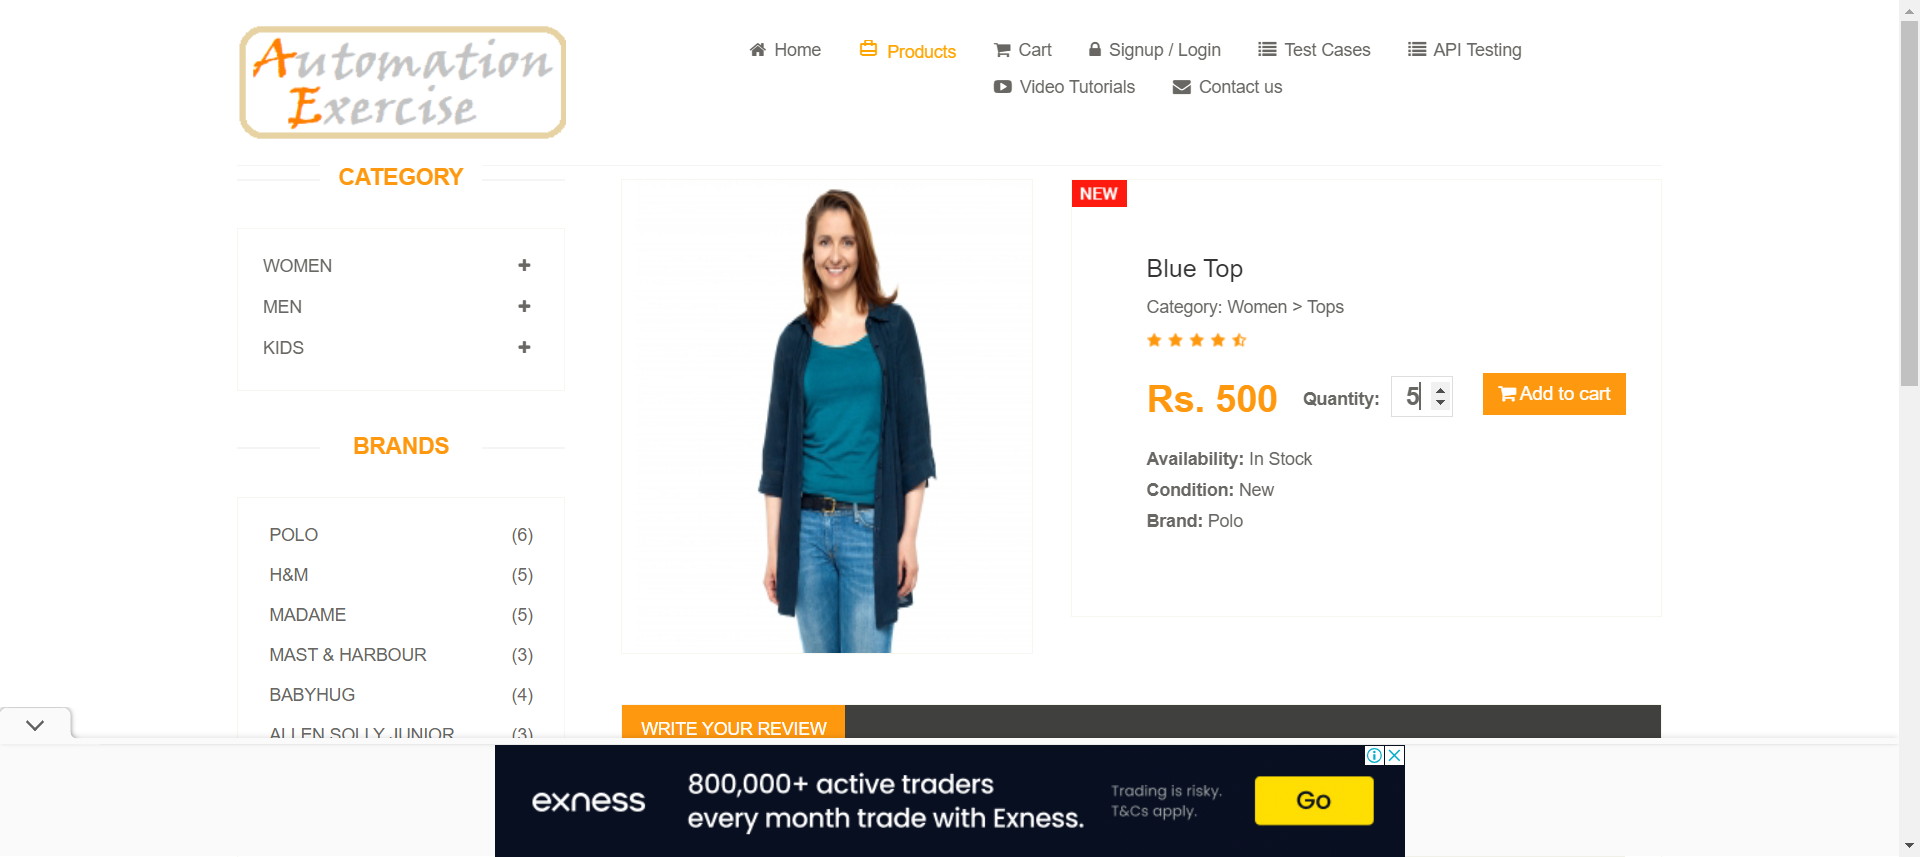 Automation
Exercise
Home
Products
Cart
Signup / Login
Test Cases
API Testing
Video Tutorials
Contact us
CATEGORY
WOMEN
MEN
KIDS
BRANDS
POLO (6)
H&M (5)
MADAME (5)
MAST & HARBOUR (3)
BABYHUG (4)
ALLEN SOLLY JUNIOR (3)
NEW
Blue Top
Category: Women > Tops
Rs. 500 Quantity: 5 Add to cart
Availability: In Stock
Condition: New
Brand: Polo
WRITE YOUR REVIEW
exness
800,000+ active traders
every month trade with Exness.
Trading is risky.
T&Cs apply.
Go